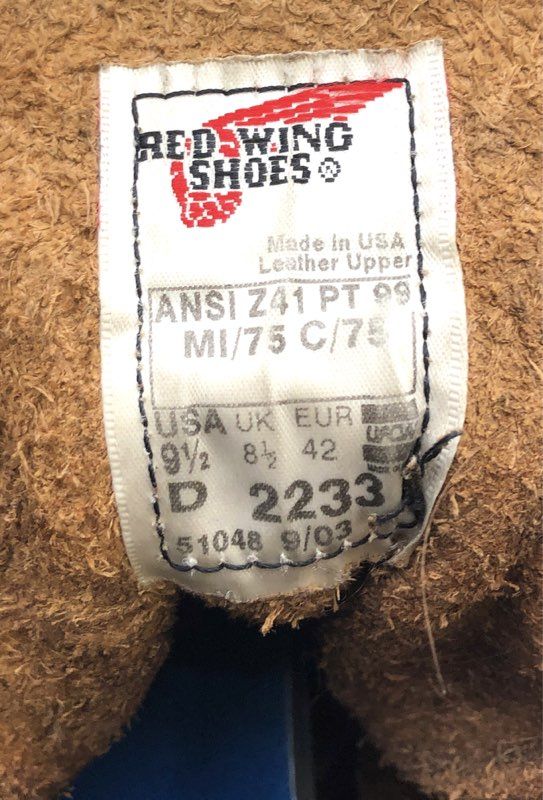 RED WING
SHOES®
Made in USA
Leather Upper
ANSI Z41 PT 99
MI/75 C/75
USA UK EUR
9½ 8½ 42
D 2233
51048 9/03